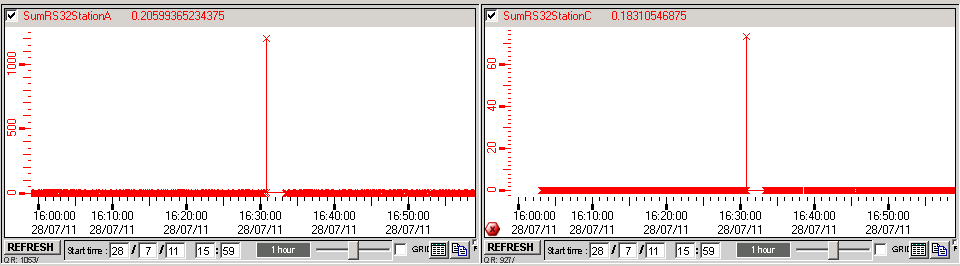 SumRS32StationA 0.20599365234375
1000
500
0
16:00:00 16:10:00 16:20:00 16:30:00 16:40:00 16:50:00
28/07/11 28/07/11 28/07/11 28/07/11 28/07/11 28/07/11
REFRESH Start time : 28 / 7 / 11 15 : 59 1 hour GRI
SumRS32StationC 0.18310546875
60
40
20
0
16:00:00 16:10:00 16:20:00 16:30:00 16:40:00 16:50:00
28/07/11 28/07/11 28/07/11 28/07/11 28/07/11 28/07/11
REFRESH Start time : 28 / 7 / 11 15 : 59 1 hour GRI